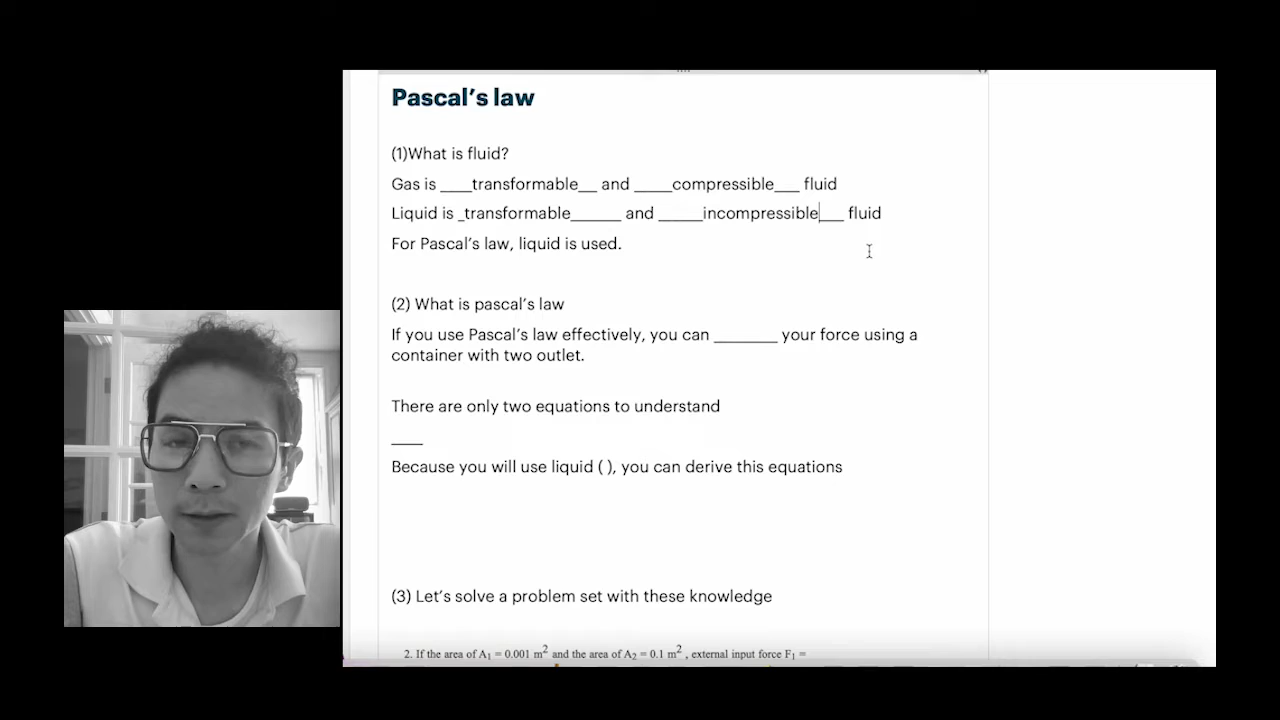 Pascal's law
(1)What is fluid?
Gas is ____transformable__ and _____compressible___ fluid
Liquid is _transformable______ and ______incompressible___ fluid
For Pascal's law, liquid is used.
(2) What is pascal's law
If you use Pascal's law effectively, you can ________ your force using a
container with two outlet.
There are only two equations to understand
____
Because you will use liquid ( ), you can derive this equations
(3) Let's solve a problem set with these knowledge
2. If the area of A₁ = 0.001 m² and the area of A₂ = 0.1 m² , external input force F₁ =